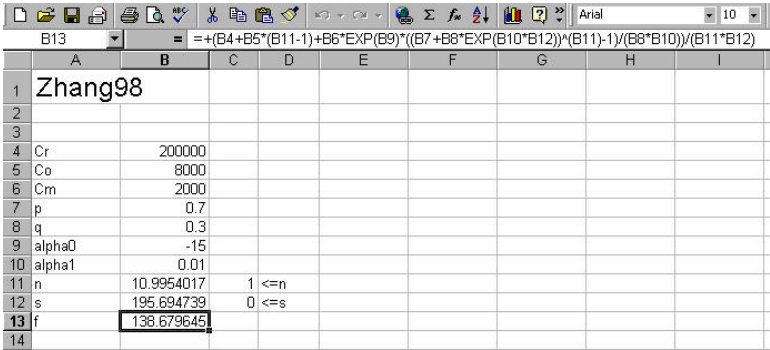 Arial 10
B13 = =+(B4+B5*(B11-1)+B6*EXP(B9)*((B7+B8*EXP(B10*B12))^(B11)-1)/(B8*B10))/(B11*B12)
A B C D E F G H I
1 Zhang98
2
3
4 Cr 200000
5 Co 8000
6 Cm 2000
7 p 0.7
8 q 0.3
9 alpha0 -15
10 alpha1 0.01
11 n 10.9954017 1 <=n
12 s 195.694739 0 <=s
13 f 138.679645
14